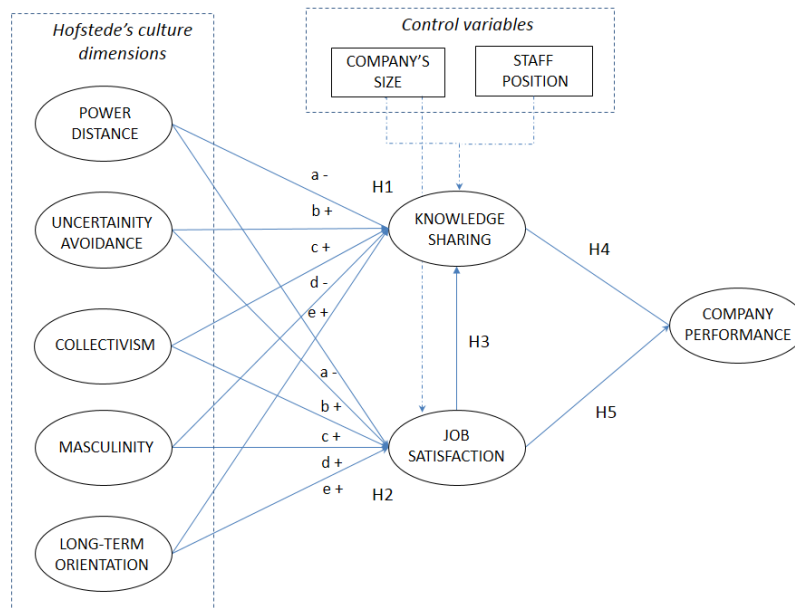 Hofstede's culture
dimensions
Control variables
COMPANY'S
SIZE
STAFF
POSITION
POWER
DISTANCE
UNCERTAINITY
AVOIDANCE
COLLECTIVISM
MASCULINITY
LONG-TERM
ORIENTATION
a -
H1
b +
c +
d -
e +
KNOWLEDGE
SHARING
H4
COMPANY
PERFORMANCE
H3
a -
b +
c +
d +
e +
H2
JOB
SATISFACTION
H5